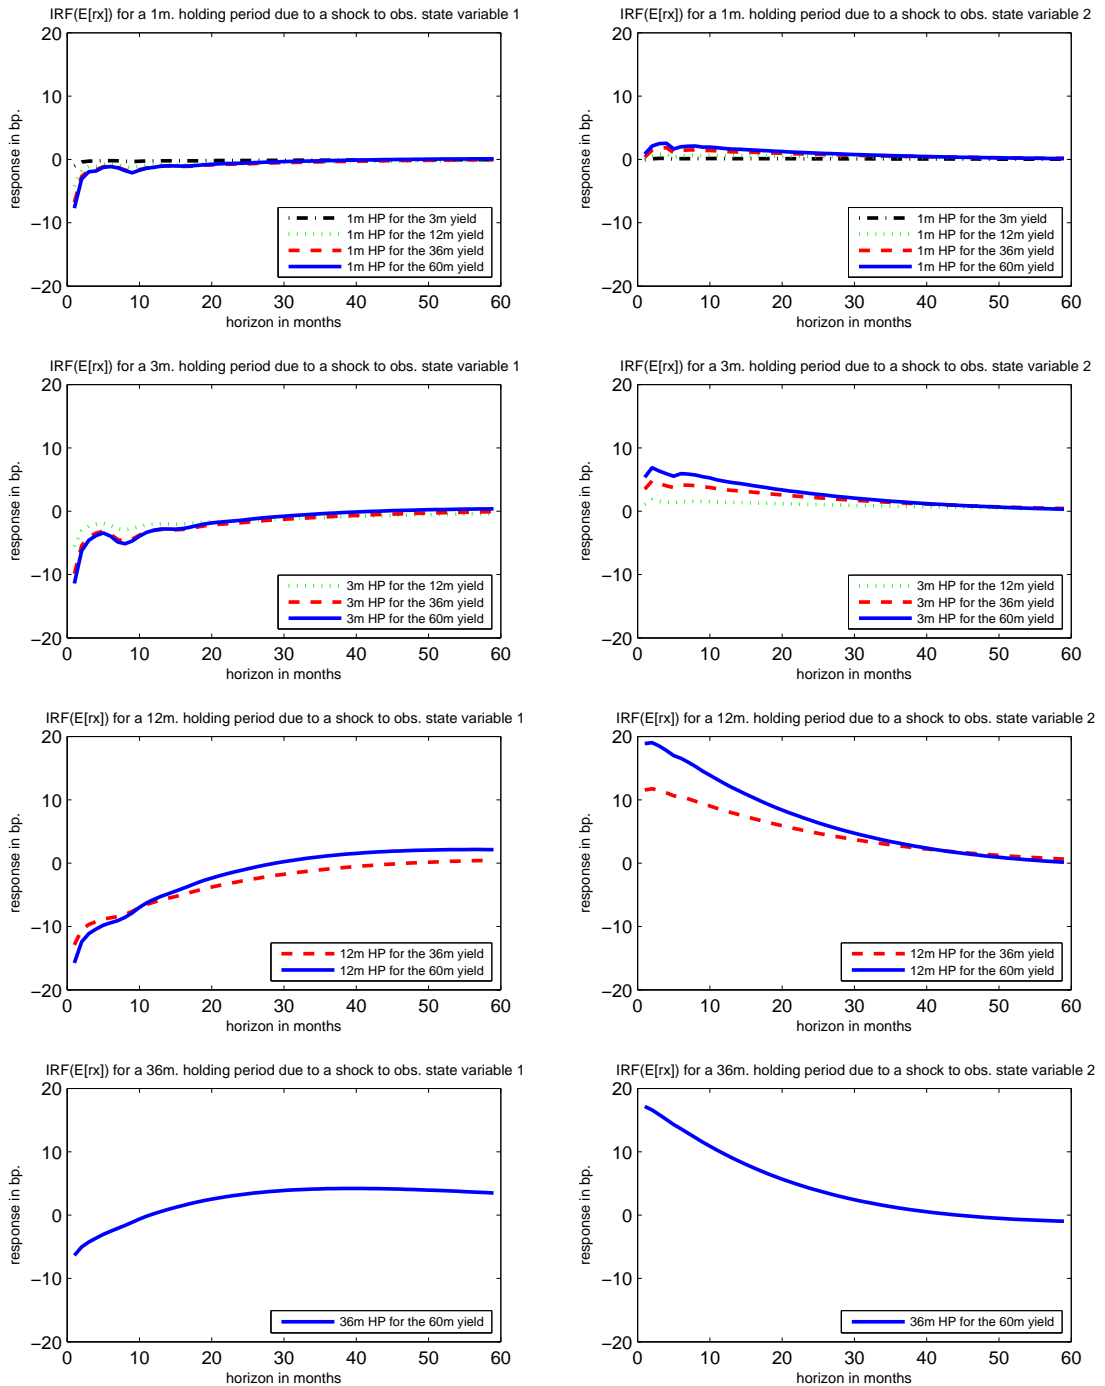 IRF(E[rx]) for a 1m. holding period due to a shock to obs. state variable 1
20
10
0
−10
−20
response in bp.
1m HP for the 3m yield
1m HP for the 12m yield
1m HP for the 36m yield
1m HP for the 60m yield
0 10 20 30 40 50 60
horizon in months
IRF(E[rx]) for a 1m. holding period due to a shock to obs. state variable 2
20
10
0
−10
−20
response in bp.
1m HP for the 3m yield
1m HP for the 12m yield
1m HP for the 36m yield
1m HP for the 60m yield
0 10 20 30 40 50 60
horizon in months
IRF(E[rx]) for a 3m. holding period due to a shock to obs. state variable 1
20
10
0
−10
−20
response in bp.
3m HP for the 12m yield
3m HP for the 36m yield
3m HP for the 60m yield
0 10 20 30 40 50 60
horizon in months
IRF(E[rx]) for a 3m. holding period due to a shock to obs. state variable 2
20
10
0
−10
−20
response in bp.
3m HP for the 12m yield
3m HP for the 36m yield
3m HP for the 60m yield
0 10 20 30 40 50 60
horizon in months
IRF(E[rx]) for a 12m. holding period due to a shock to obs. state variable 1
20
10
0
−10
−20
response in bp.
12m HP for the 36m yield
12m HP for the 60m yield
0 10 20 30 40 50 60
horizon in months
IRF(E[rx]) for a 12m. holding period due to a shock to obs. state variable 2
20
10
0
−10
−20
response in bp.
12m HP for the 36m yield
12m HP for the 60m yield
0 10 20 30 40 50 60
horizon in months
IRF(E[rx]) for a 36m. holding period due to a shock to obs. state variable 1
20
10
0
−10
−20
response in bp.
36m HP for the 60m yield
0 10 20 30 40 50 60
horizon in months
IRF(E[rx]) for a 36m. holding period due to a shock to obs. state variable 2
20
10
0
−10
−20
response in bp.
36m HP for the 60m yield
0 10 20 30 40 50 60
horizon in months